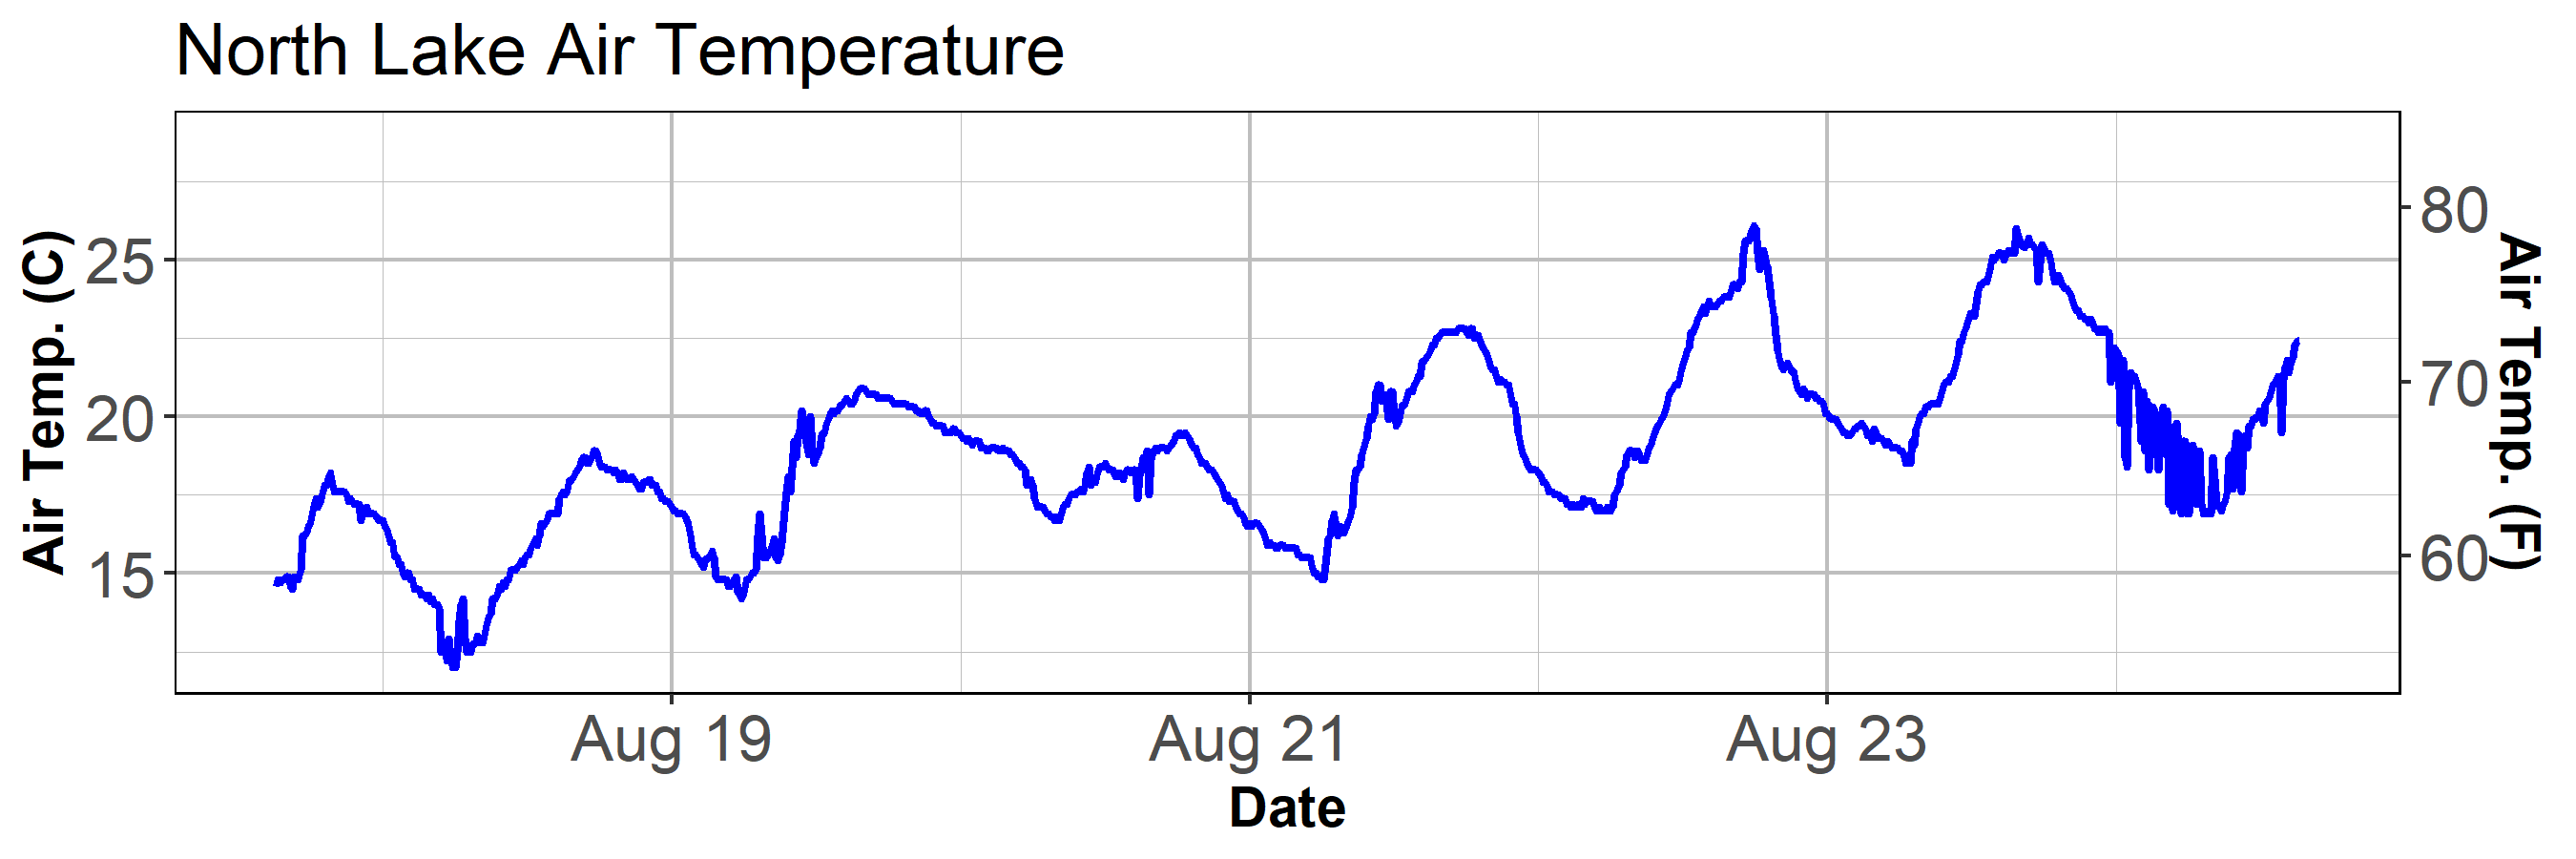 North Lake Air Temperature
Air Temp. (C)
25
20
15
80
70
60
Air Temp. (F)
Aug 19 Aug 21 Aug 23
Date